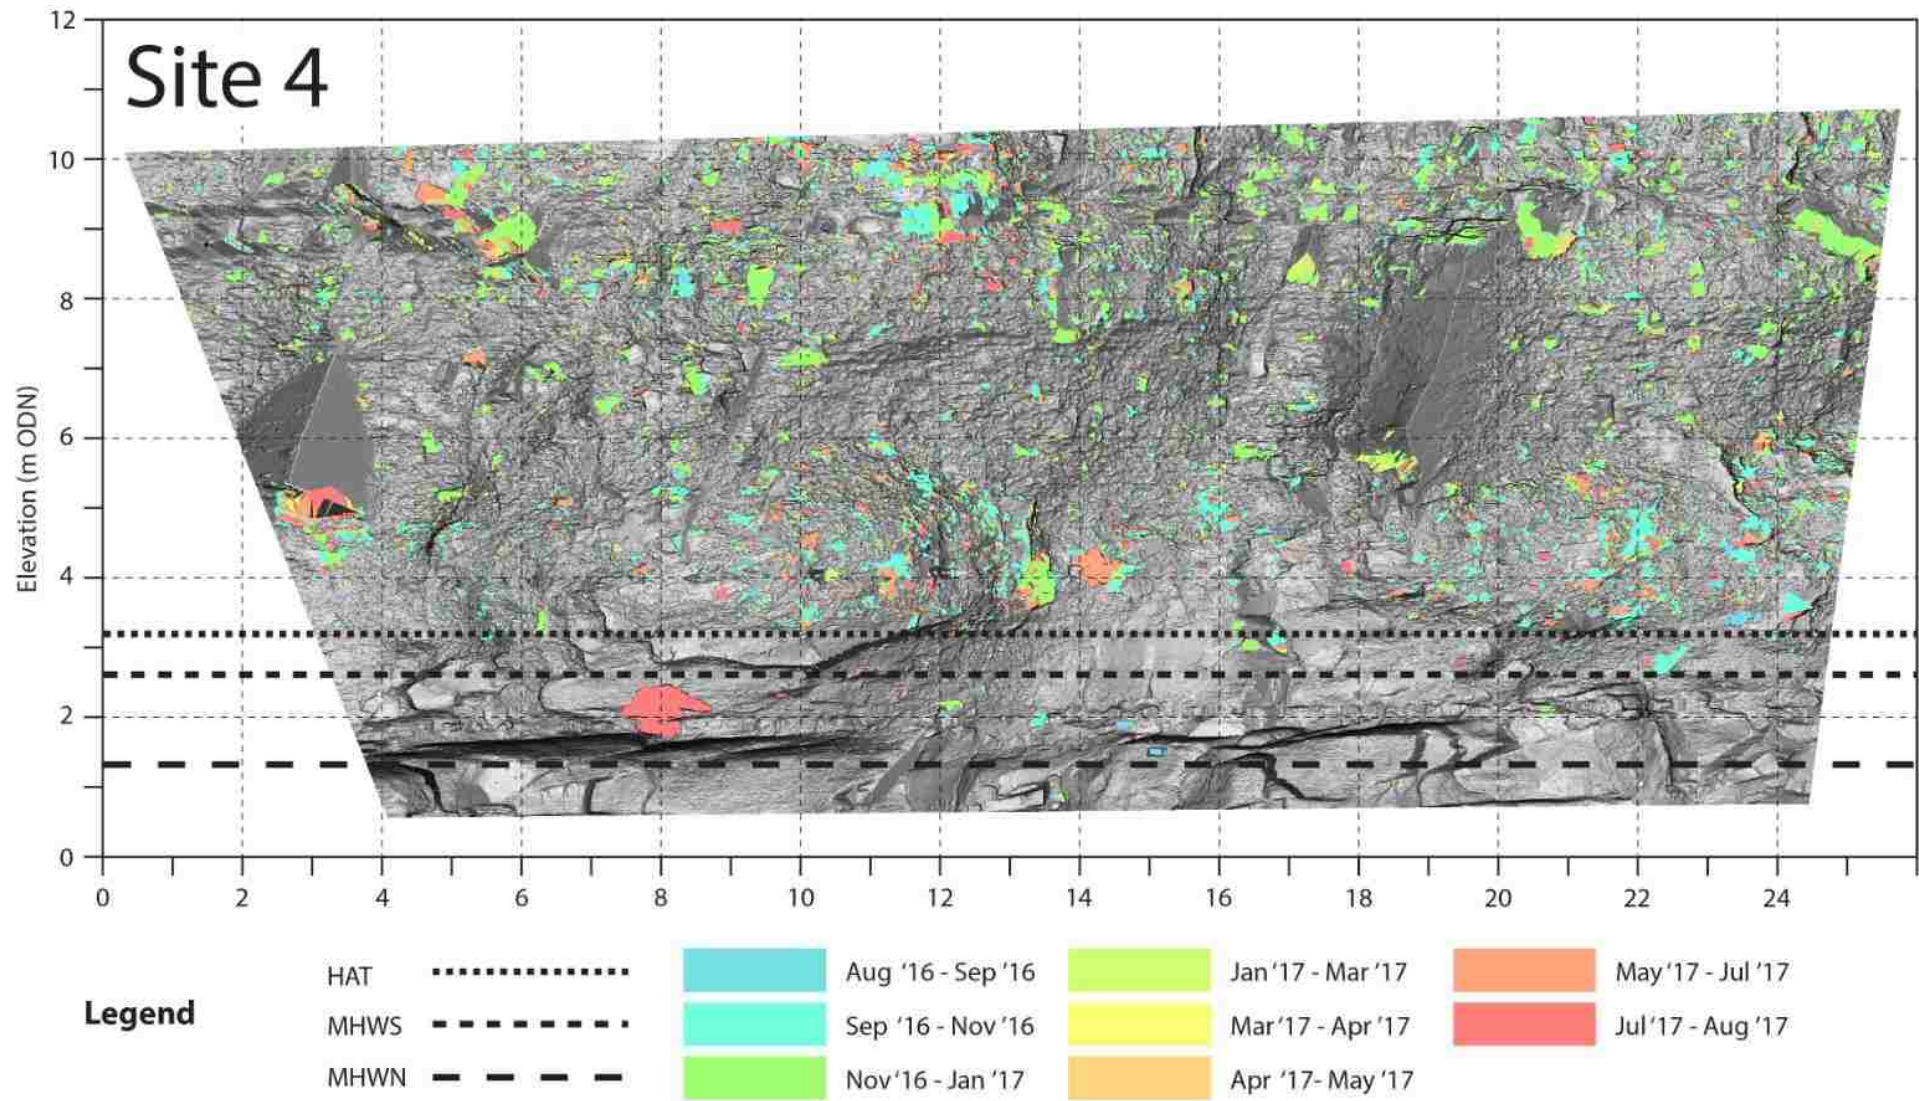 Site 4
12
10
8
6
4
2
0
Elevation (m ODN)
0 2 4 6 8 10 12 14 16 18 20 22 24
Legend
HAT
MHWS
MHWN
Aug ‘16 - Sep ‘16
Sep ‘16 - Nov ‘16
Nov ‘16 - Jan ‘17
Jan ‘17 - Mar ‘17
Mar ‘17 - Apr ‘17
Apr ‘17- May ‘17
May ‘17 - Jul ‘17
Jul ‘17 - Aug ‘17